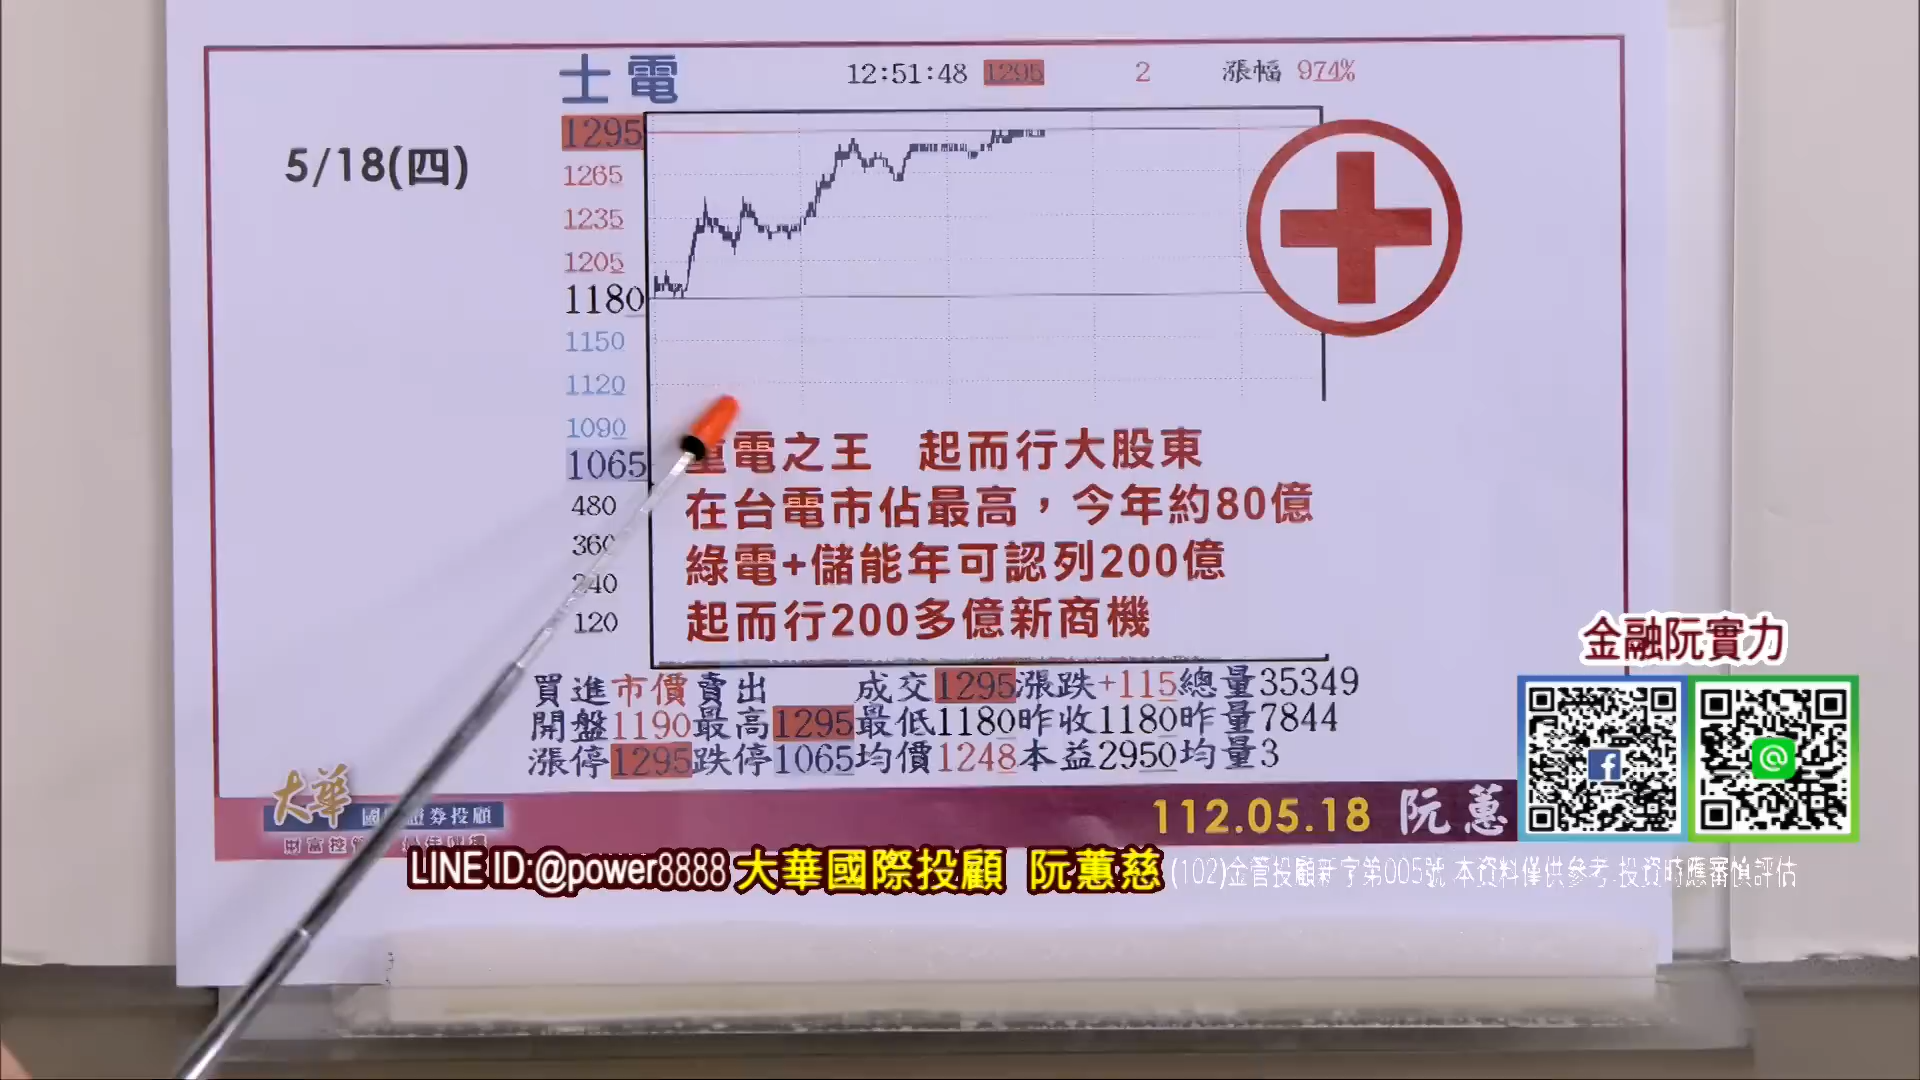 士電
12:51:48 1295 2 漲幅 974%
5/18(四)
1295
1265
1235
1205
1180
1150
1120
1090
1065
480
360
240
120
重電之王 起而行大股東
在台電市佔最高，今年約80億
綠電+儲能年可認列200億
起而行200多億新商機
買進市價賣出 成交1295漲跌+115總量35349
開盤1190最高1295最低1180昨收1180昨量7844
漲停1295跌停1065均價1248本益2950均量3
金融阮實力
大華
國際證券投顧
112.05.18 阮蕙
LINE ID:@power8888 大華國際投顧 阮蕙慈 (102)金管投顧新字第005號 本資料僅供參考 投資時應審慎評估